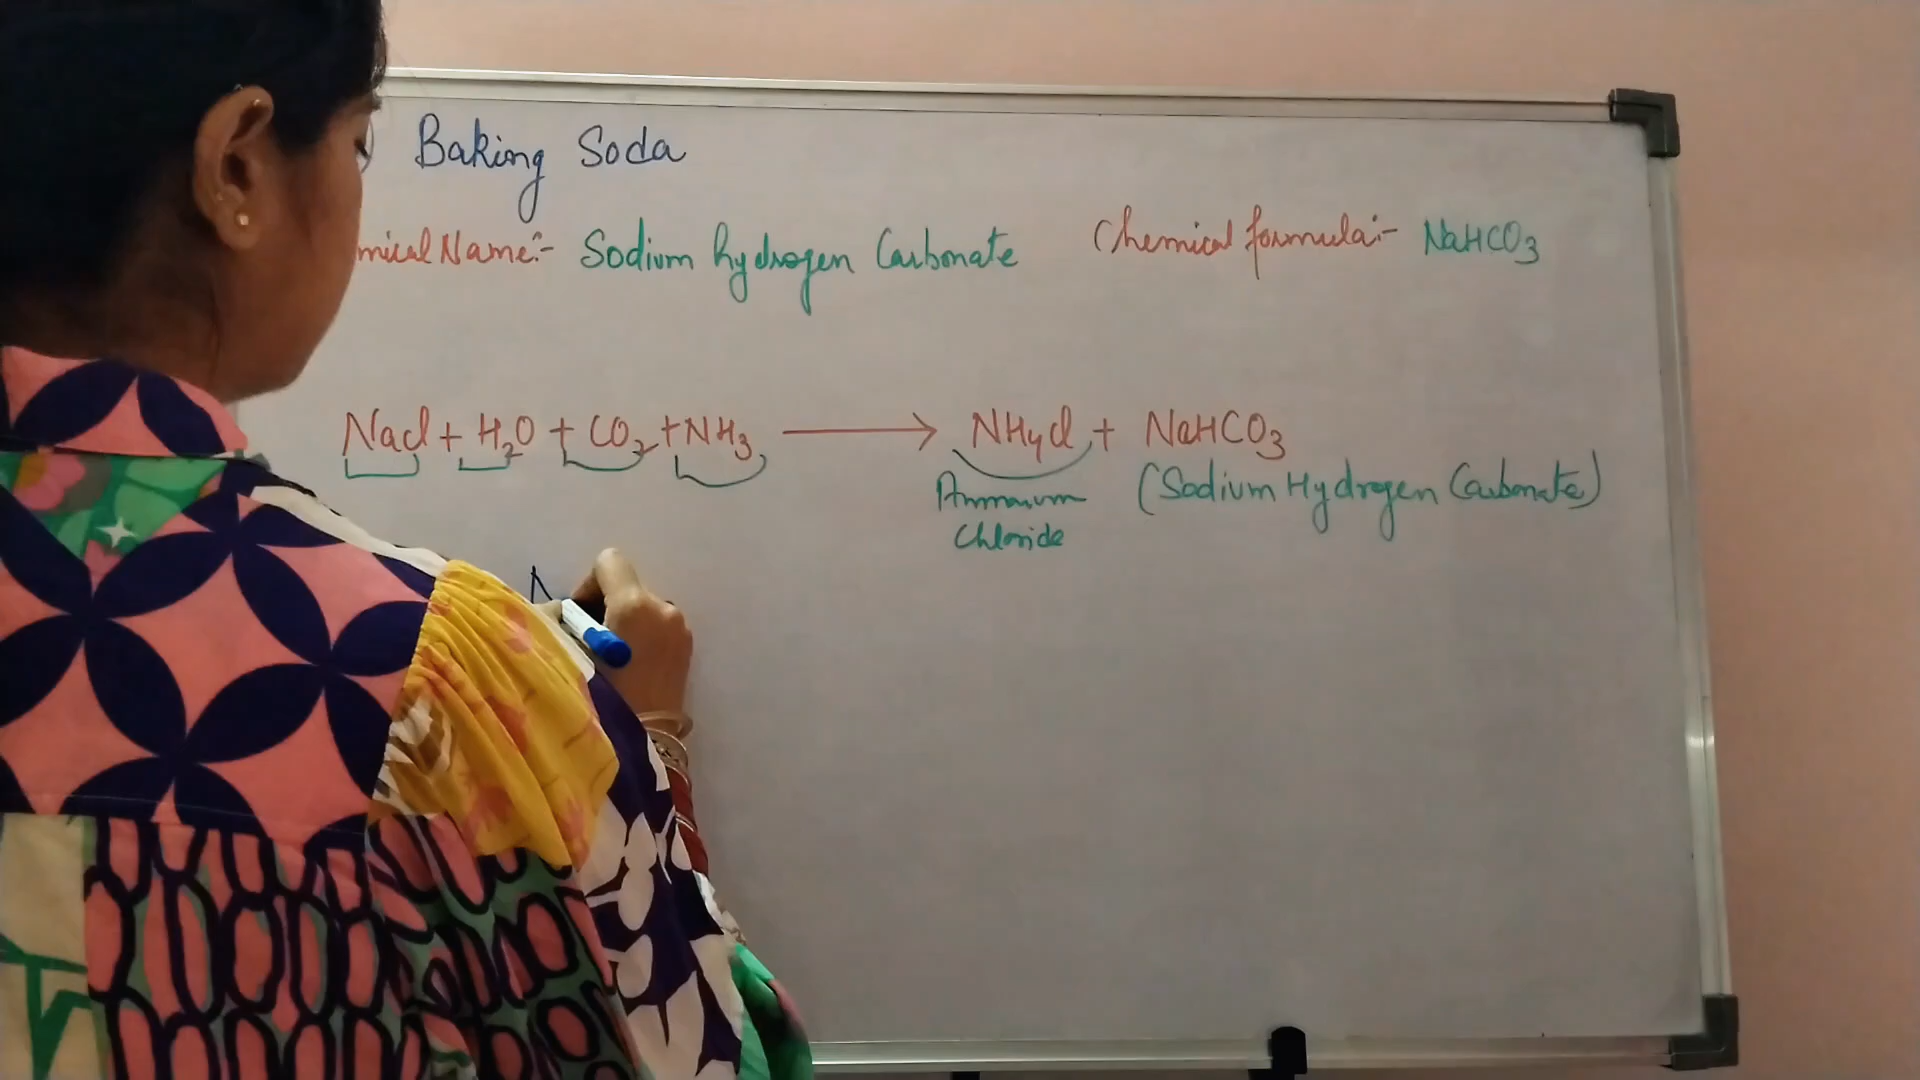 Baking Soda
mical Name:- Sodium hydrogen Carbonate Chemical formula:- NaHCO3
Nacl + H2O + CO2 + NH3 → NH4cl + NaHCO3
Ammonium (Sodium Hydrogen Carbonate)
Chloride